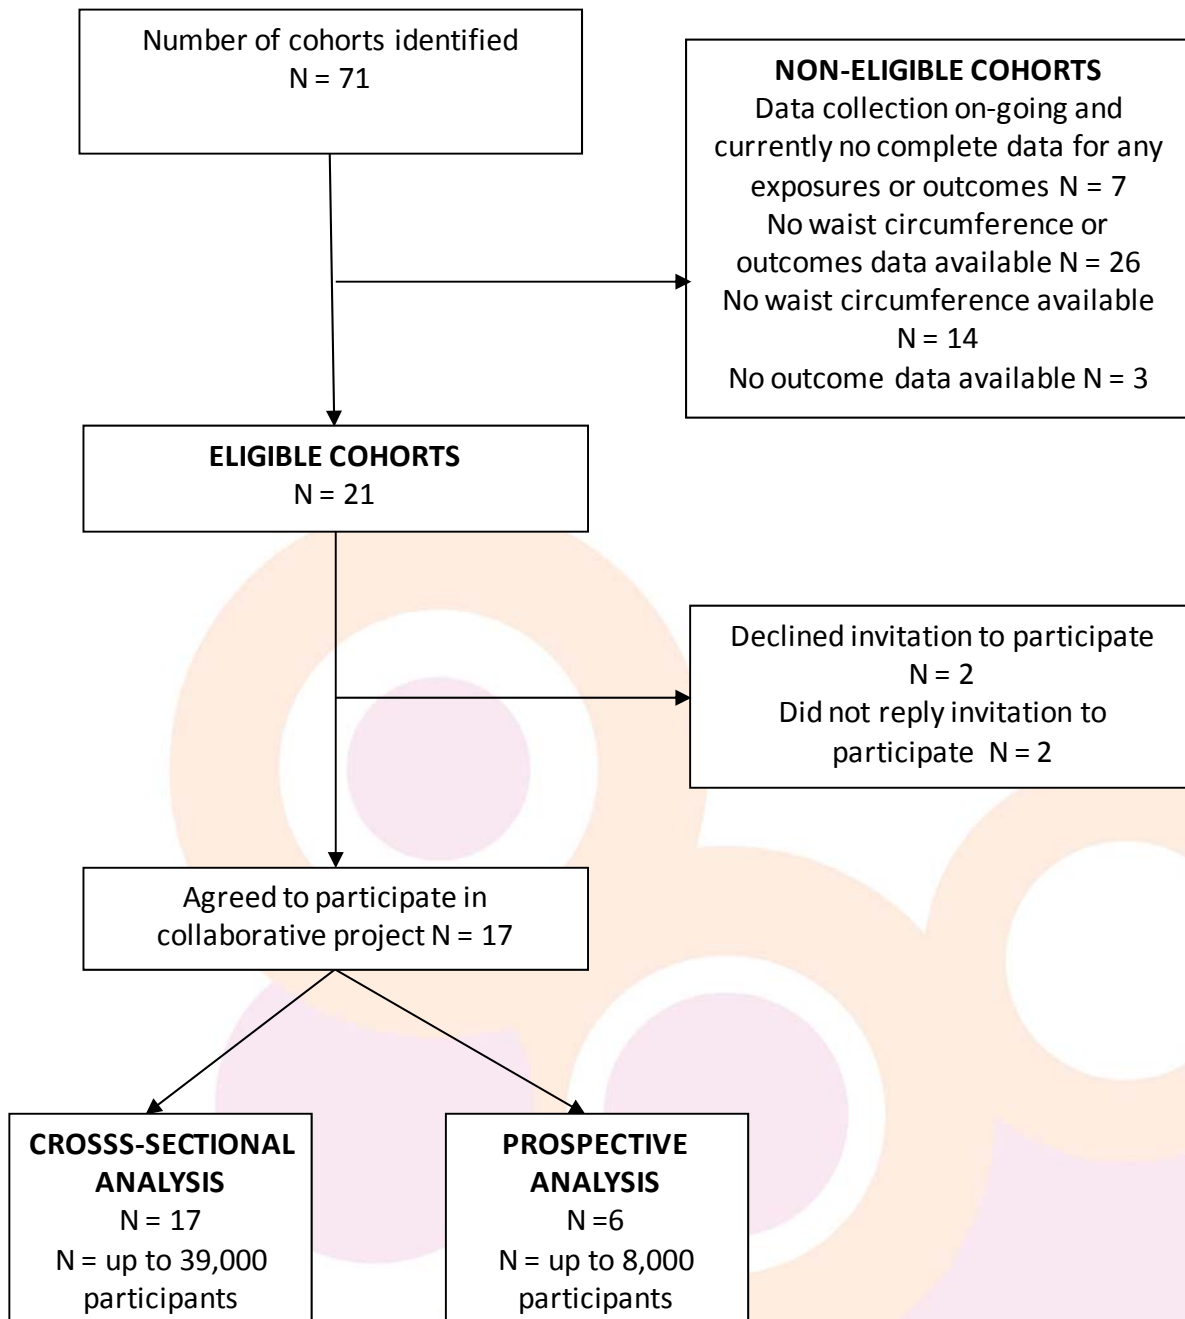 Number of cohorts identified
N = 71
NON-ELIGIBLE COHORTS
Data collection on-going and
currently no complete data for any
exposures or outcomes N = 7
No waist circumference or
outcomes data available N = 26
No waist circumference available
N = 14
No outcome data available N = 3
ELIGIBLE COHORTS
N = 21
Declined invitation to participate
N = 2
Did not reply invitation to
participate N = 2
Agreed to participate in
collaborative project N = 17
CROSSS-SECTIONAL
ANALYSIS
N = 17
N = up to 39,000
participants
PROSPECTIVE
ANALYSIS
N =6
N = up to 8,000
participants